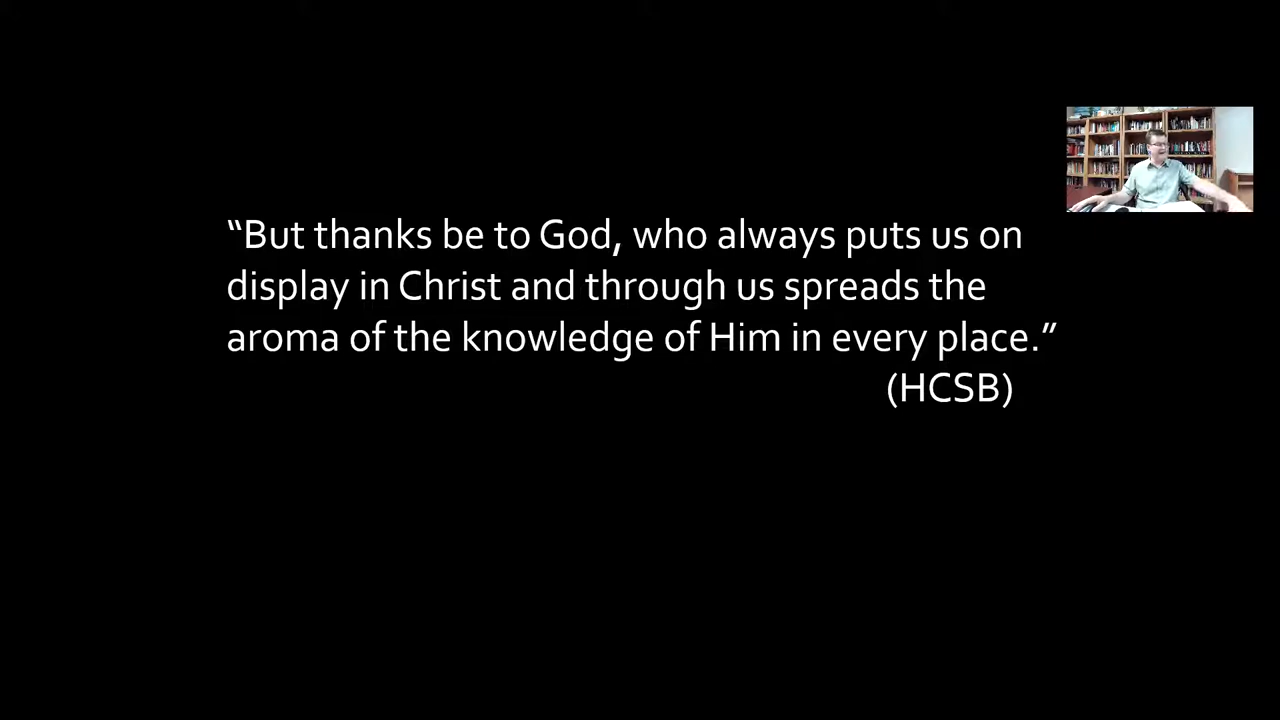 “But thanks be to God, who always puts us on
display in Christ and through us spreads the
aroma of the knowledge of Him in every place.”
(HCSB)